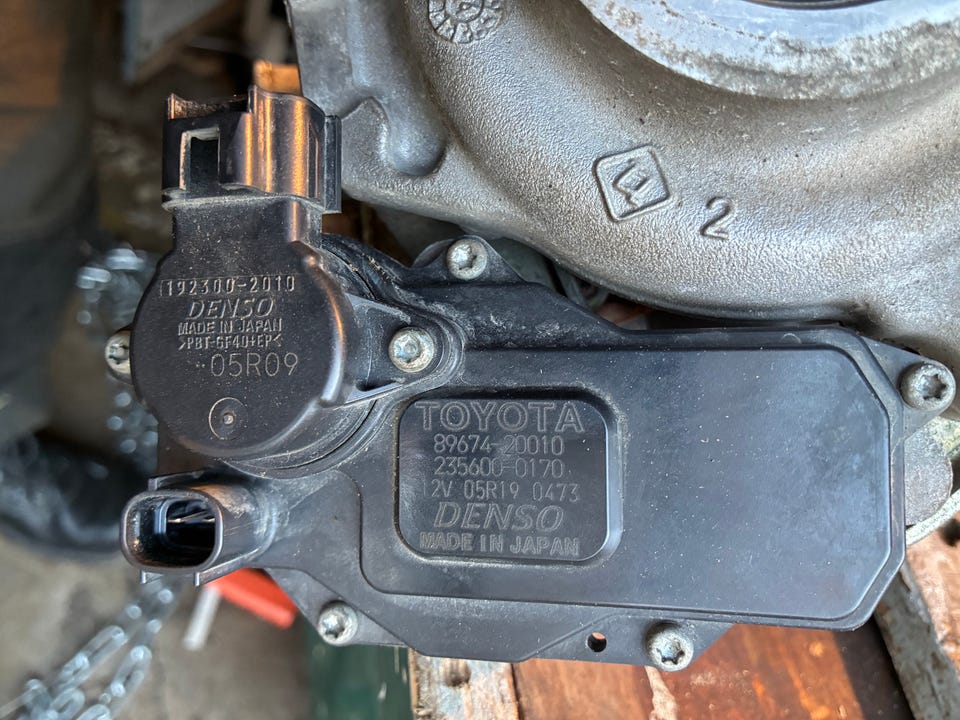 192300-2010
DENSO
MADE IN JAPAN
>PBT-GF40+EP<
05R09
TOYOTA
89674-20010
235600-0170
12V 05R19 0473
DENSO
MADE IN JAPAN
2